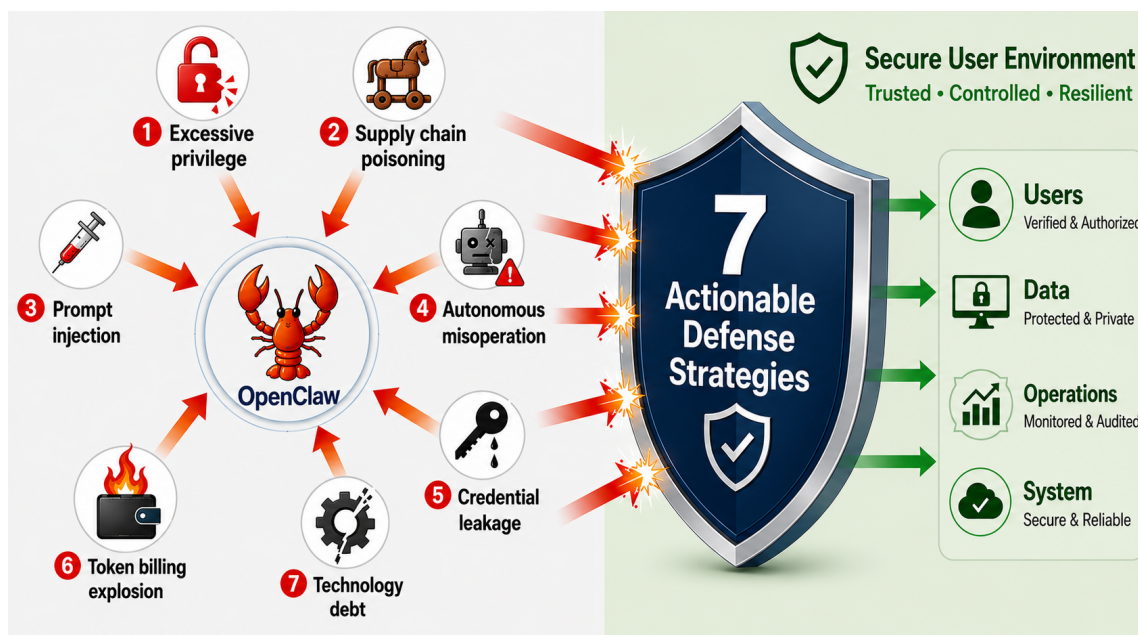 1 Excessive
privilege
2 Supply chain
poisoning
3 Prompt
injection
4 Autonomous
misoperation
OpenClaw
5 Credential
leakage
6 Token billing
explosion
7 Technology
debt
7
Actionable
Defense
Strategies
Secure User Environment
Trusted • Controlled • Resilient
Users
Verified & Authorized
Data
Protected & Private
Operations
Monitored & Audited
System
Secure & Reliable